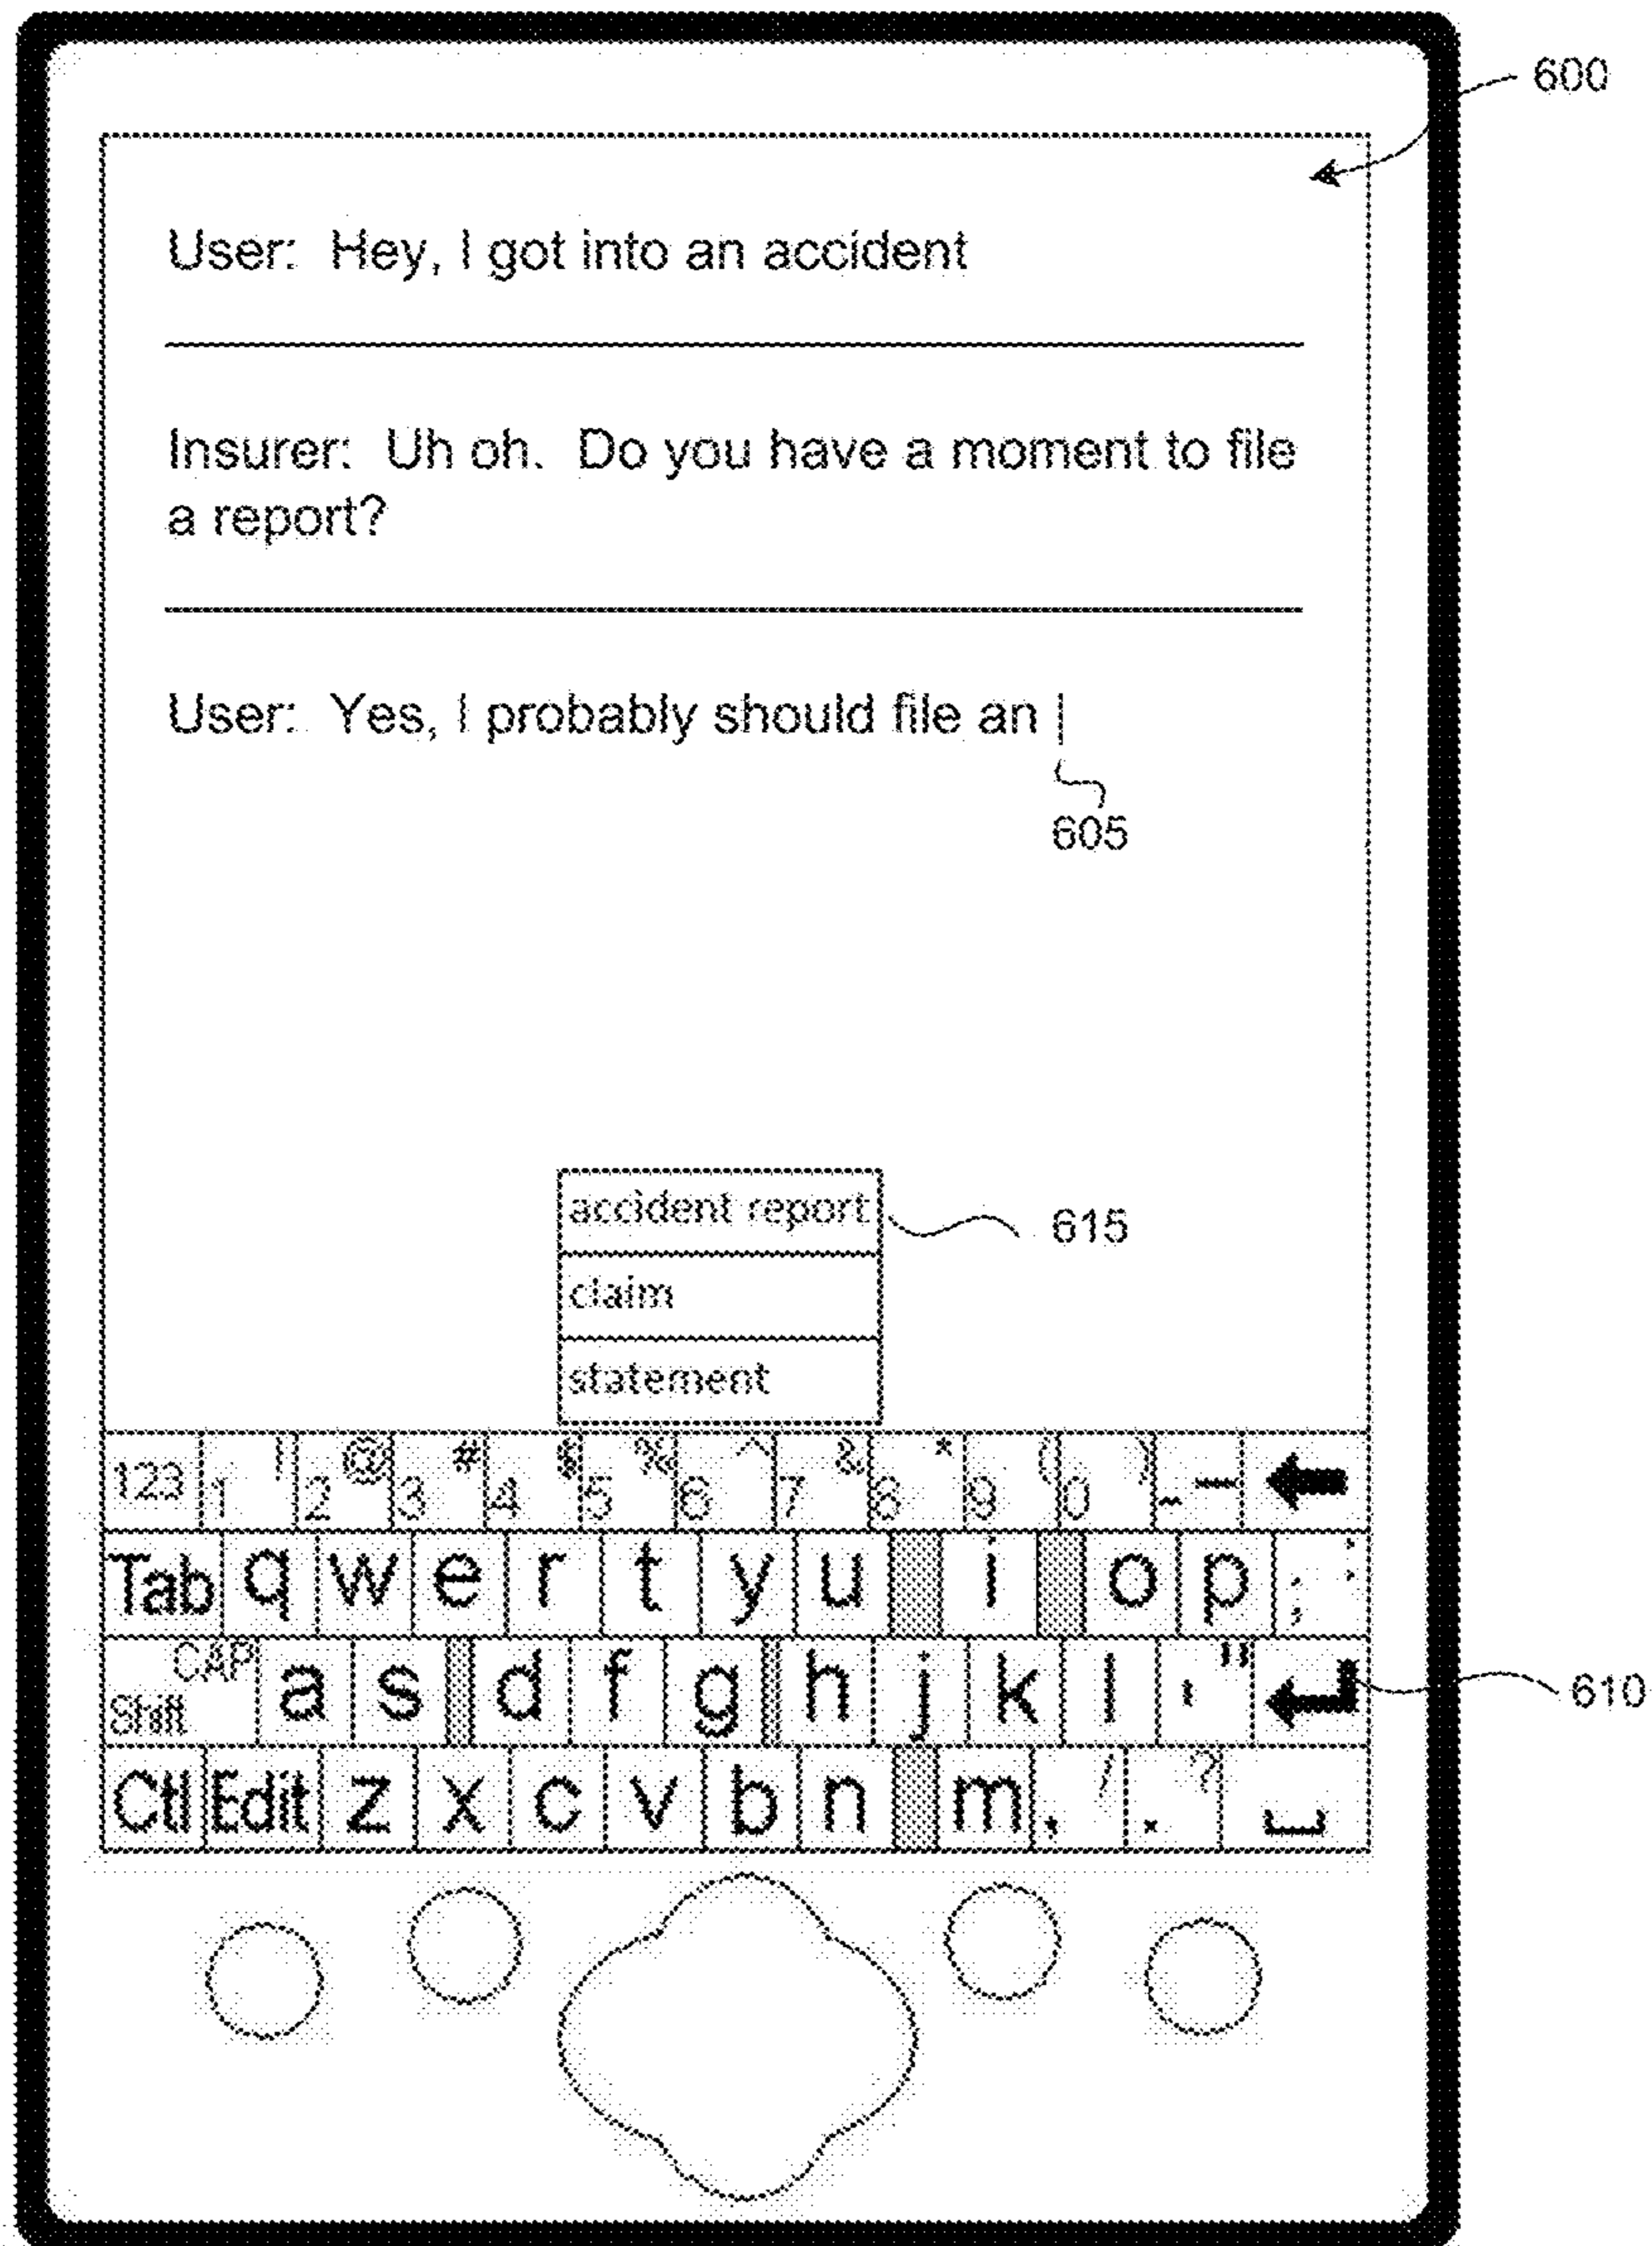 600
User: Hey, I got into an accident
Insurer: Uh oh. Do you have a moment to file
a report?
User: Yes, I probably should file an |
605
accident report
615
claim
statement
123 1 ! 2 @ 3 # 4 $ 5 % 6 ^ 7 & 8 * 9 ( 0 ) - _
Tab q w e r t y u i o p ; :
CAP
Shift a s d f g h j k l ' "
610
Ctl Edit z x c v b n m , / . ?